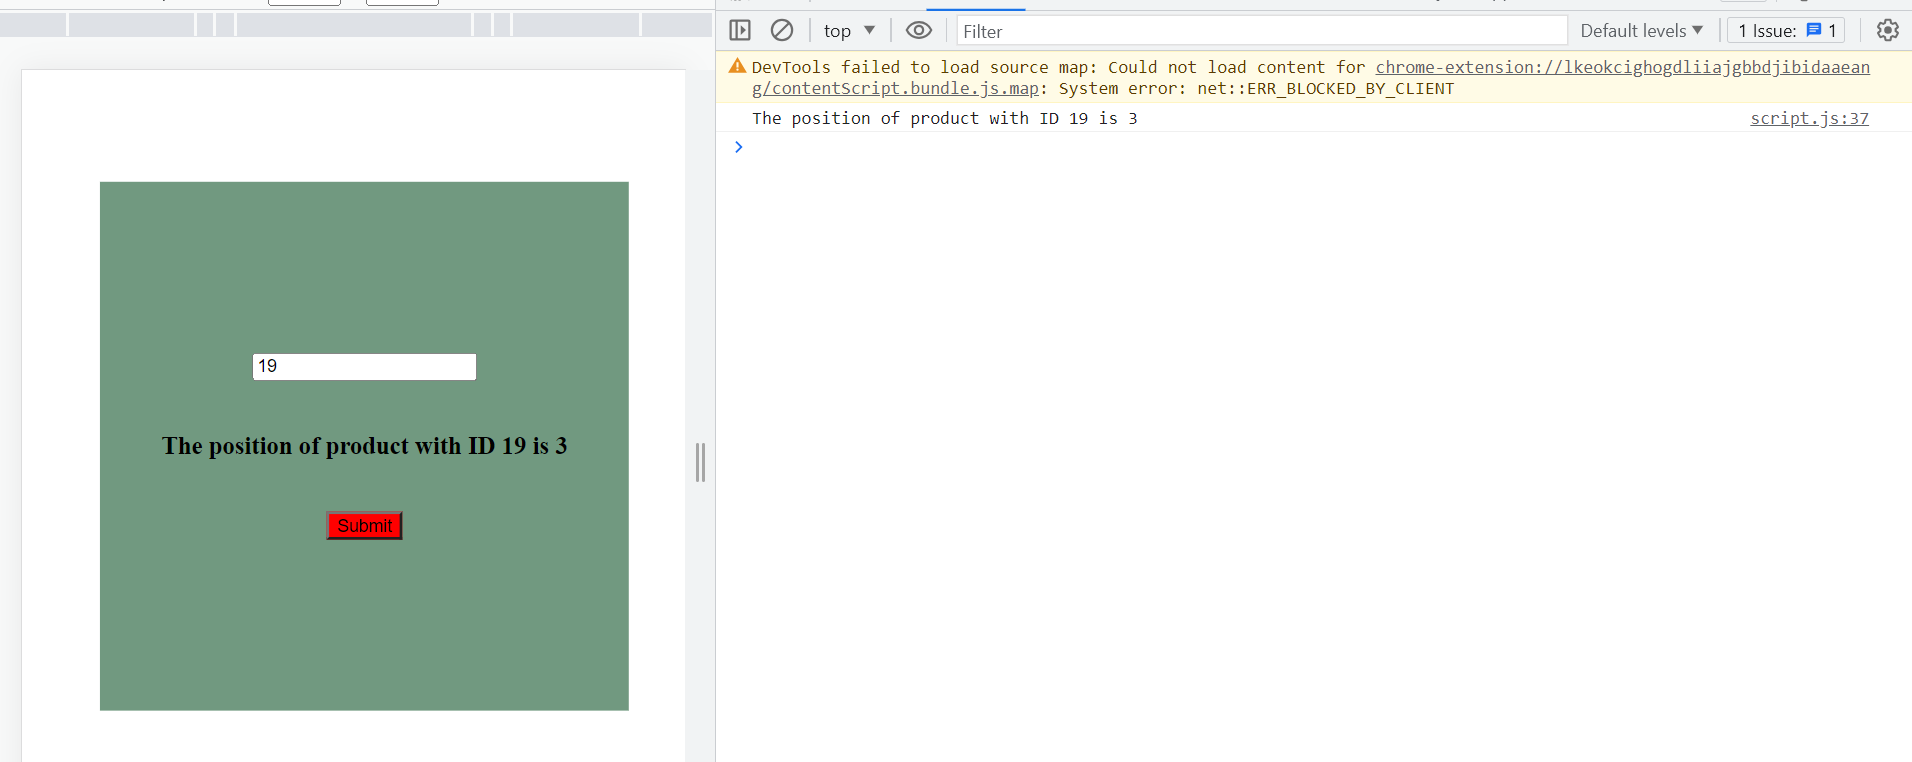 top ▼
Filter
Default levels ▼
1 Issue: 1
DevTools failed to load source map: Could not load content for chrome-extension://lkeokcighogdliiajgbbdjibidaaean
g/contentScript.bundle.js.map: System error: net::ERR_BLOCKED_BY_CLIENT
The position of product with ID 19 is 3
script.js:37
19
The position of product with ID 19 is 3
Submit